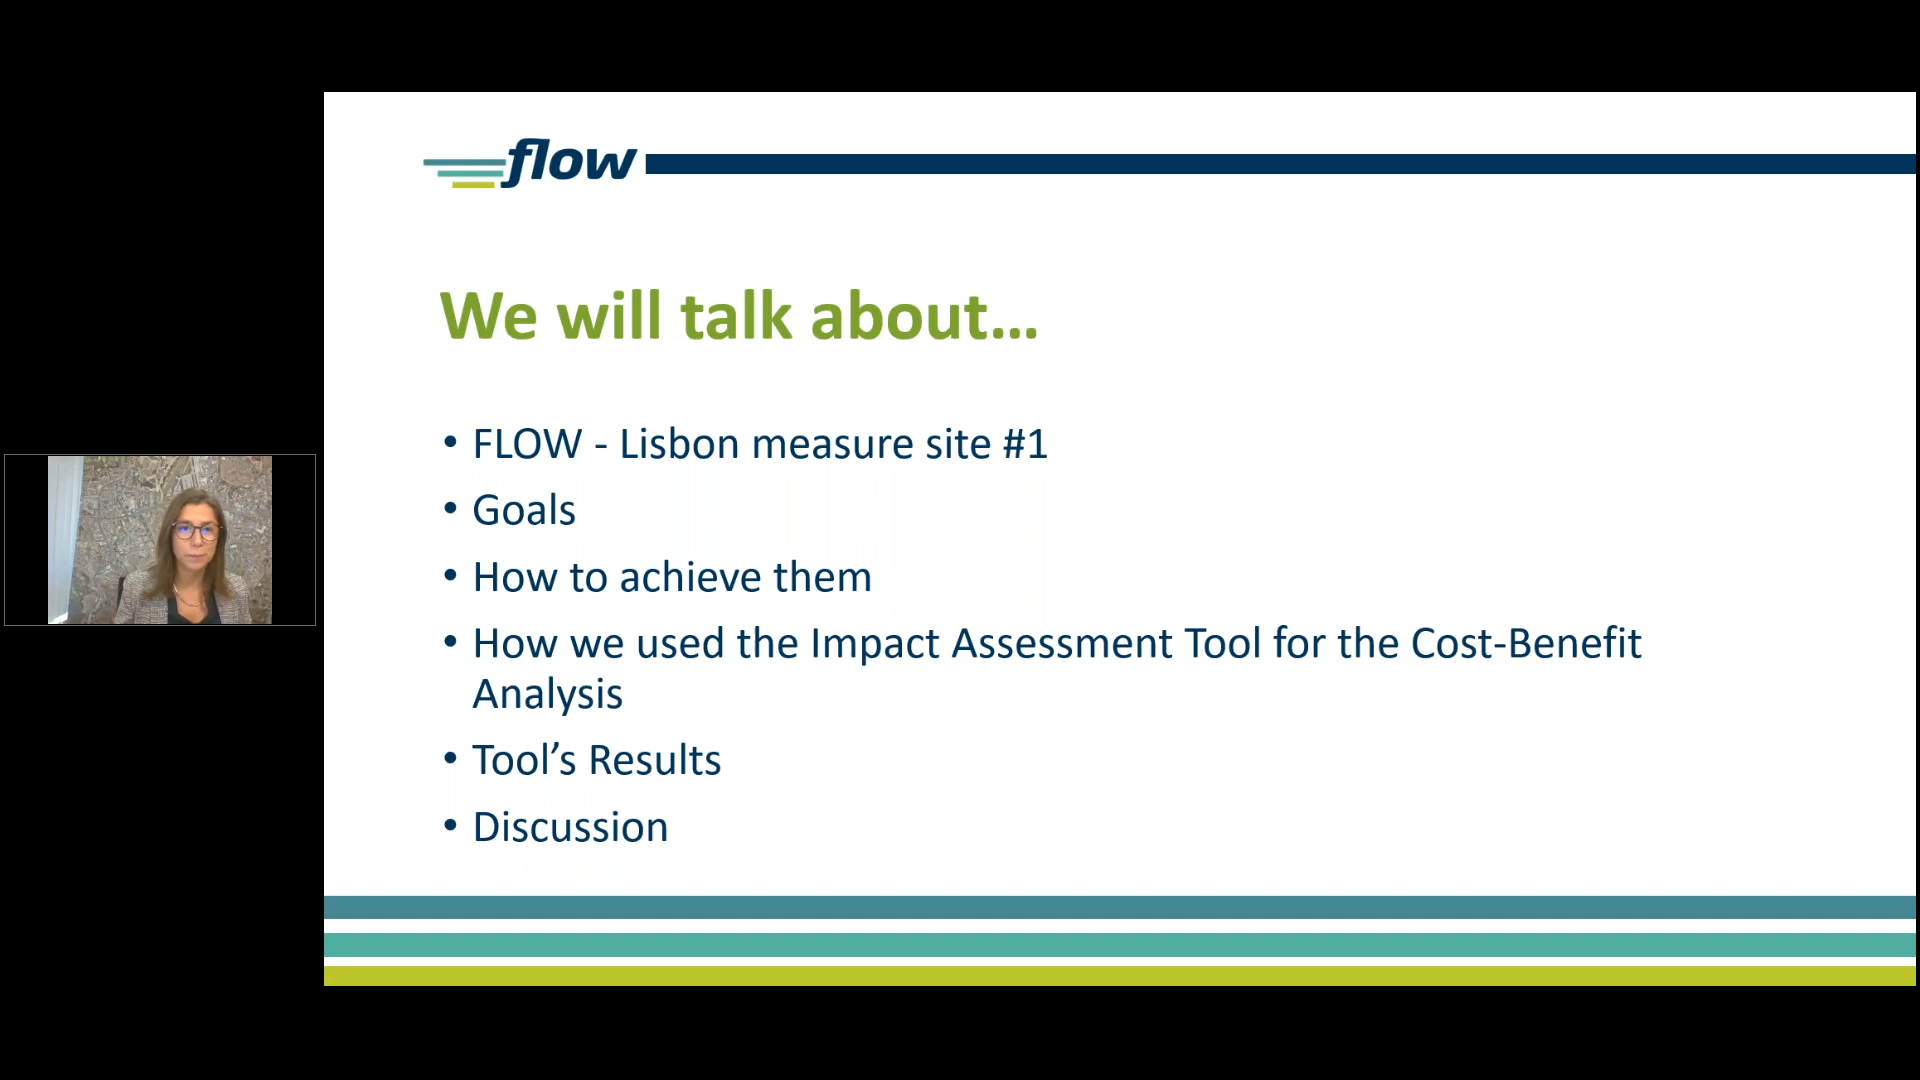 flow
We will talk about...
• FLOW - Lisbon measure site #1
• Goals
• How to achieve them
• How we used the Impact Assessment Tool for the Cost-Benefit
Analysis
• Tool’s Results
• Discussion